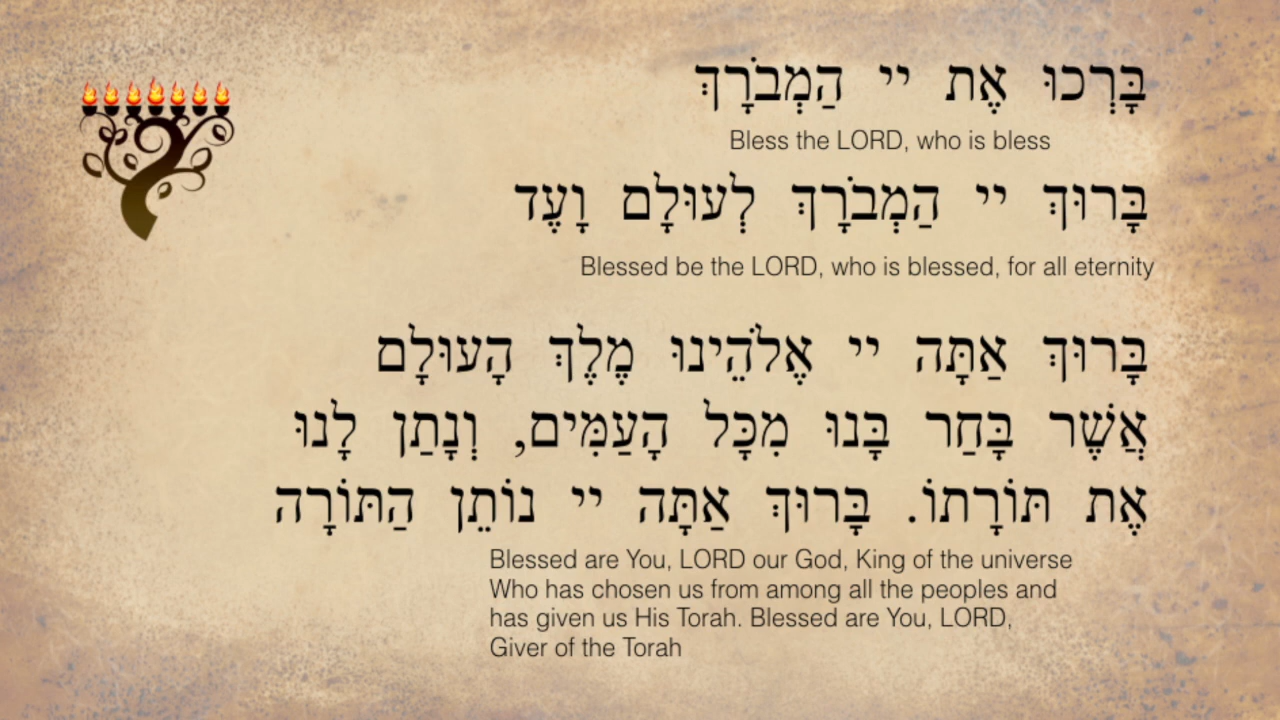 בָּרְכוּ אֶת יי הַמְבֹרָךְ
Bless the LORD, who is bless
בָּרוּךְ יי הַמְבֹרָךְ לְעוּלָם וָעֶד
Blessed be the LORD, who is blessed, for all eternity
בָּרוּךְ אַתָּה יי אֱלֹהֵינוּ מֶלֶךְ הָעוּלָם
אֲשֶׁר בָּחַר בָּנוּ מִכָּל הָעַמִּים, וְנָתַן לָנוּ
אֶת תּוֹרָתוֹ. בָּרוּךְ אַתָּה יי נוֹתֵן הַתּוֹרָה
Blessed are You, LORD our God, King of the universe
Who has chosen us from among all the peoples and
has given us His Torah. Blessed are You, LORD,
Giver of the Torah